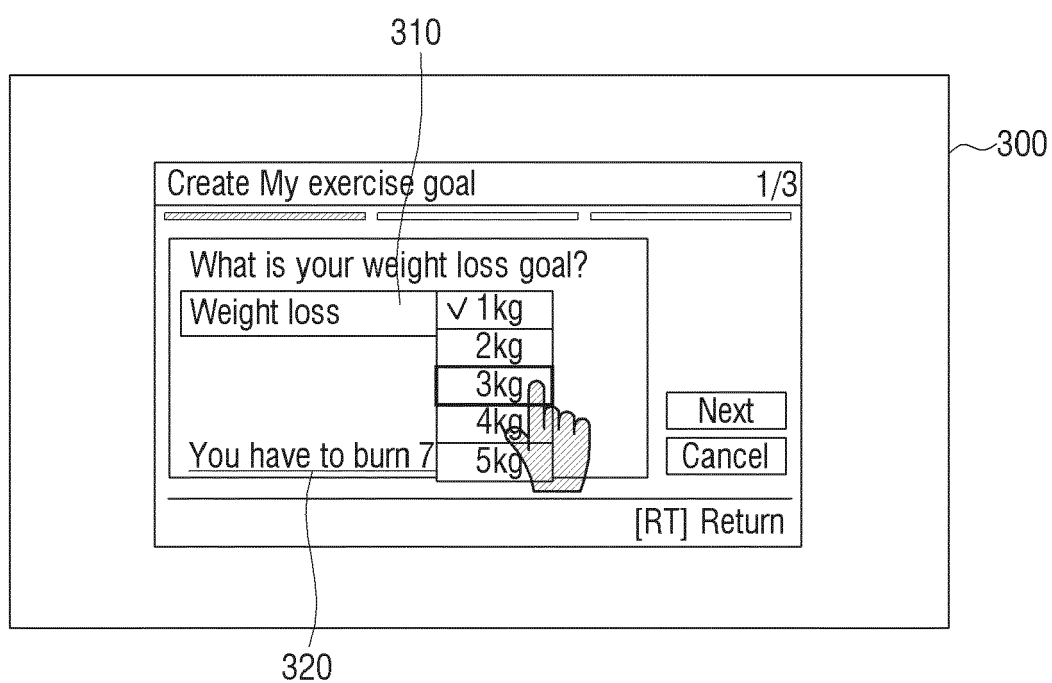 310
300
Create My exercise goal 1/3
What is your weight loss goal?
Weight loss ✓ 1kg
2kg
3kg
4kg
Next
You have to burn 7 5kg
Cancel
[RT] Return
320